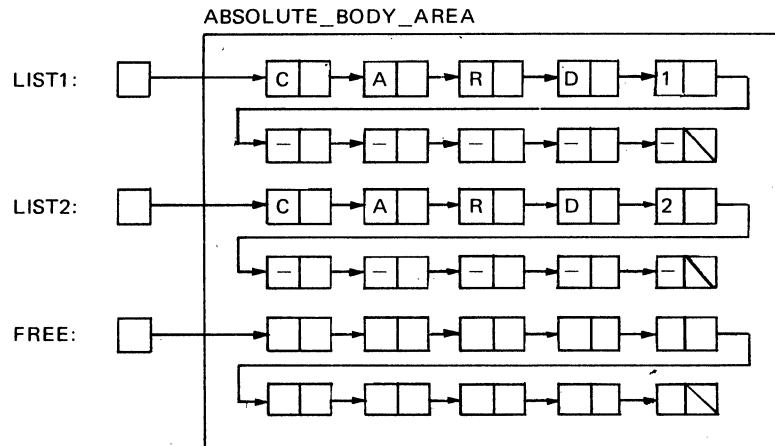 ABSOLUTE_BODY_AREA
LIST1: C A R D 1
– – – – –
LIST2: C A R D 2
– – – – –
FREE: